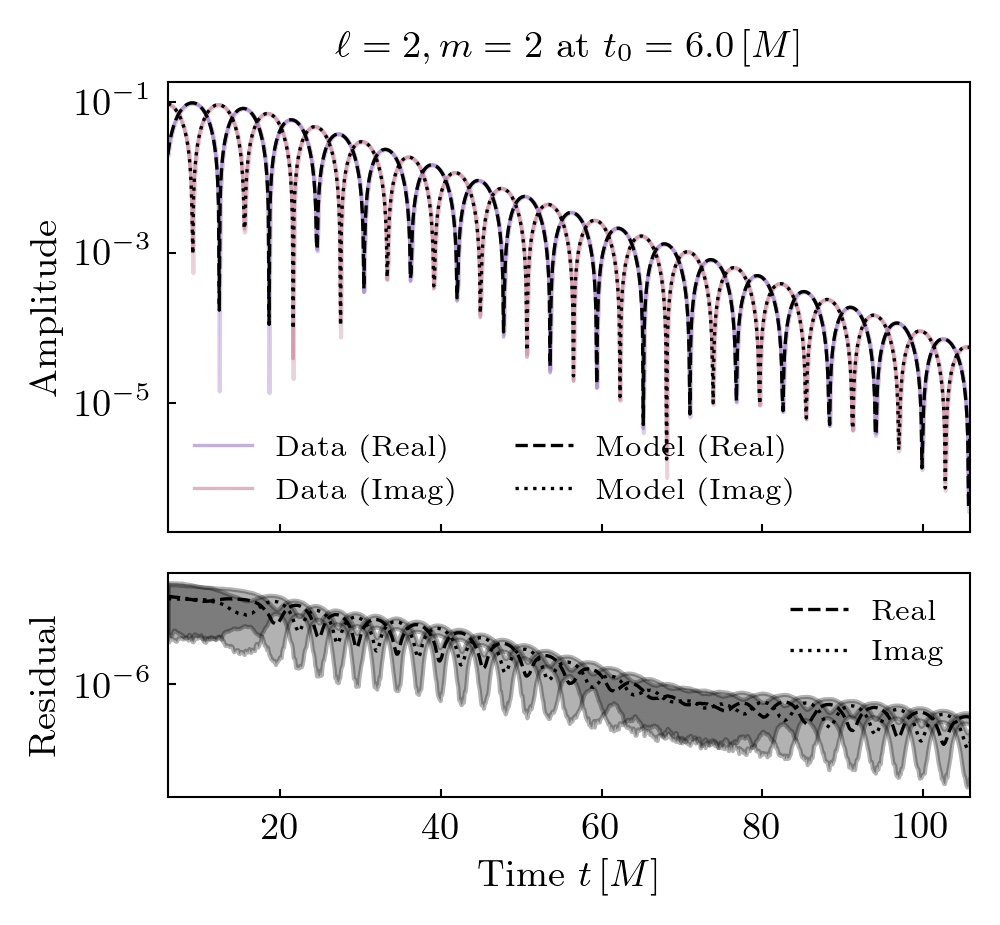 ℓ = 2, m = 2 at t₀ = 6.0 [M]
10⁻¹
10⁻³
10⁻⁵
Amplitude
Data (Real)
Data (Imag)
Model (Real)
Model (Imag)
Residual
10⁻⁶
Real
Imag
20 40 60 80 100
Time t [M]